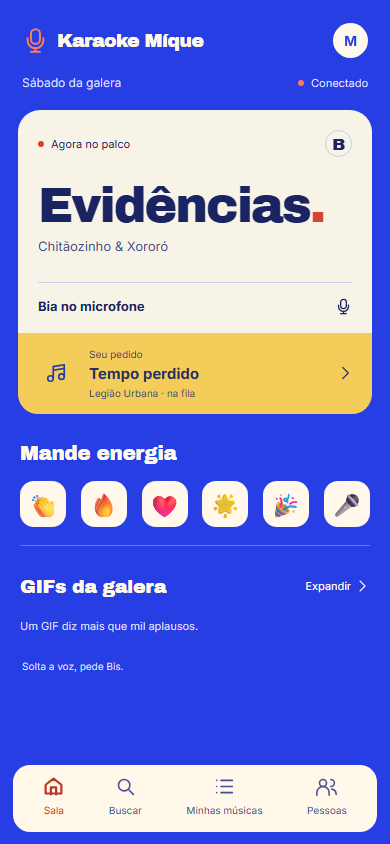 Karaoke Míque
M
Sábado da galera
Conectado
Agora no palco
B
Evidências.
Chitãozinho & Xororó
Bia no microfone
Seu pedido
Tempo perdido
Legião Urbana · na fila
Mande energia
GIFs da galera
Expandir
Um GIF diz mais que mil aplausos.
Solta a voz, pede Bis.
Sala
Buscar
Minhas músicas
Pessoas